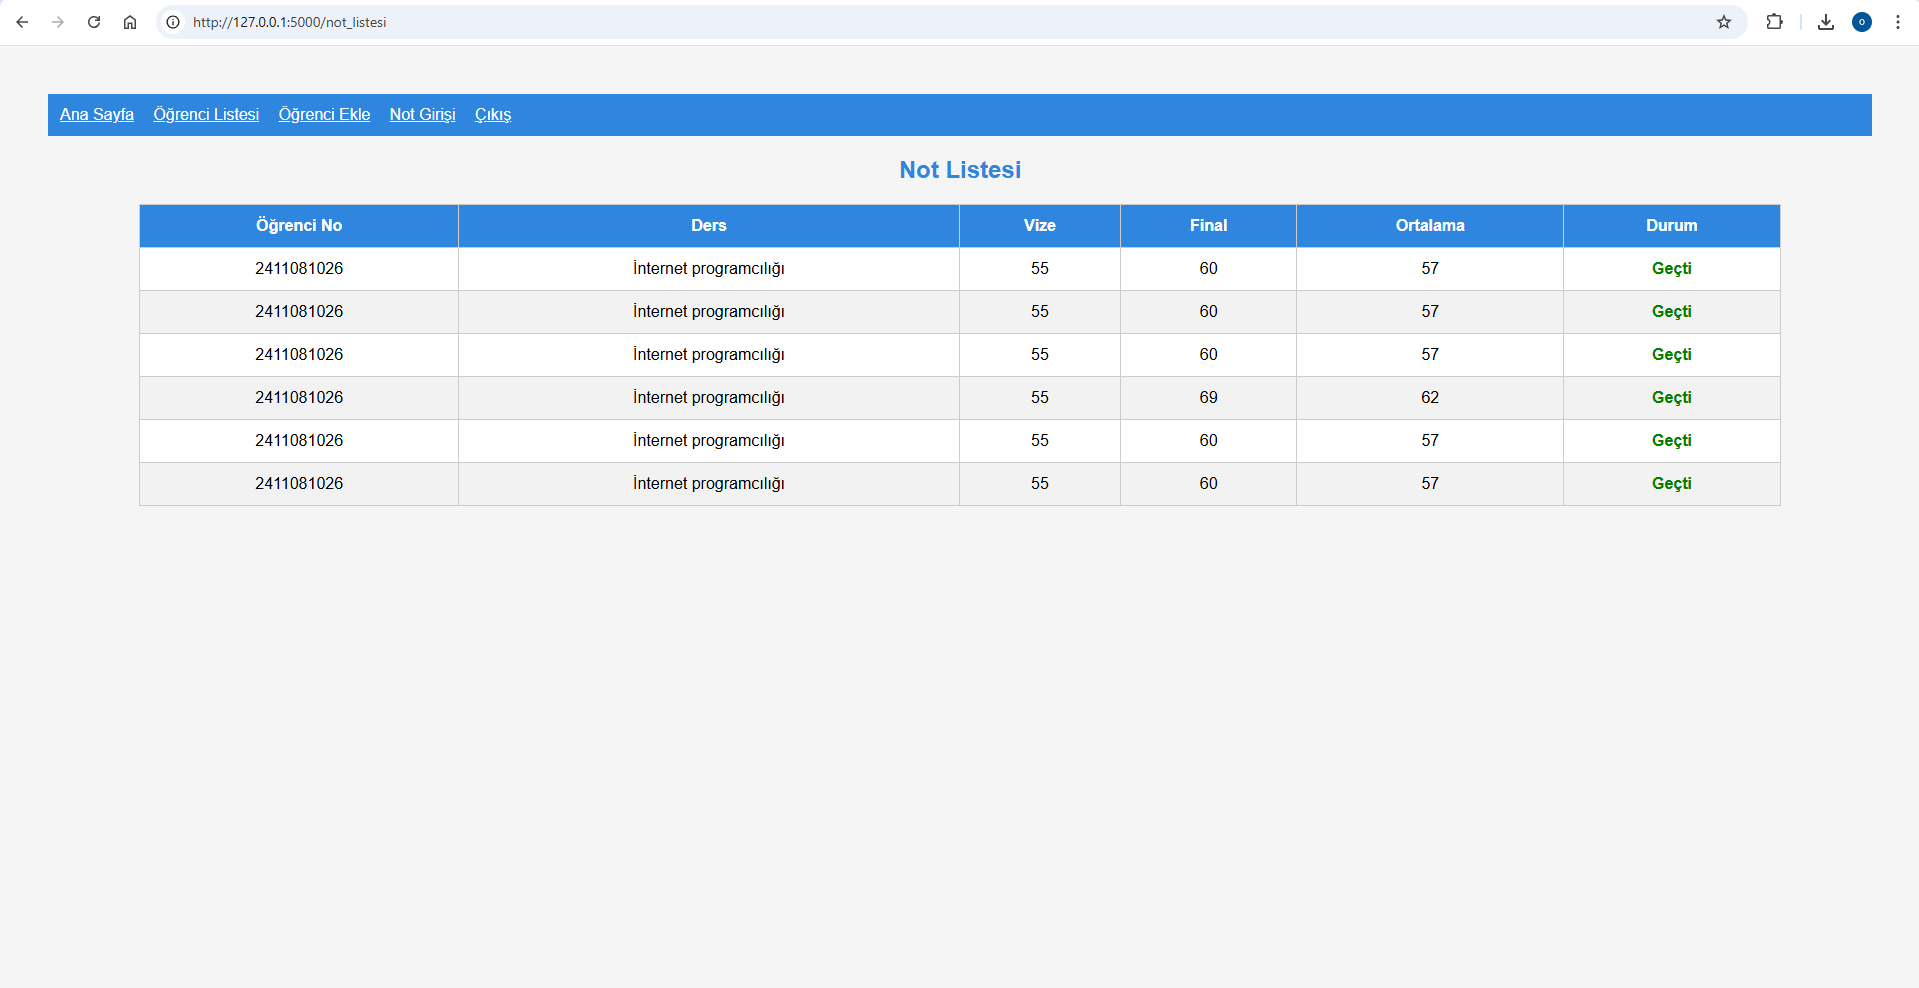 http://127.0.0.1:5000/not_listesi
o
Ana Sayfa Öğrenci Listesi Öğrenci Ekle Not Girişi Çıkış
Not Listesi
Öğrenci No Ders Vize Final Ortalama Durum
2411081026 İnternet programcılığı 55 60 57 Geçti
2411081026 İnternet programcılığı 55 60 57 Geçti
2411081026 İnternet programcılığı 55 60 57 Geçti
2411081026 İnternet programcılığı 55 69 62 Geçti
2411081026 İnternet programcılığı 55 60 57 Geçti
2411081026 İnternet programcılığı 55 60 57 Geçti